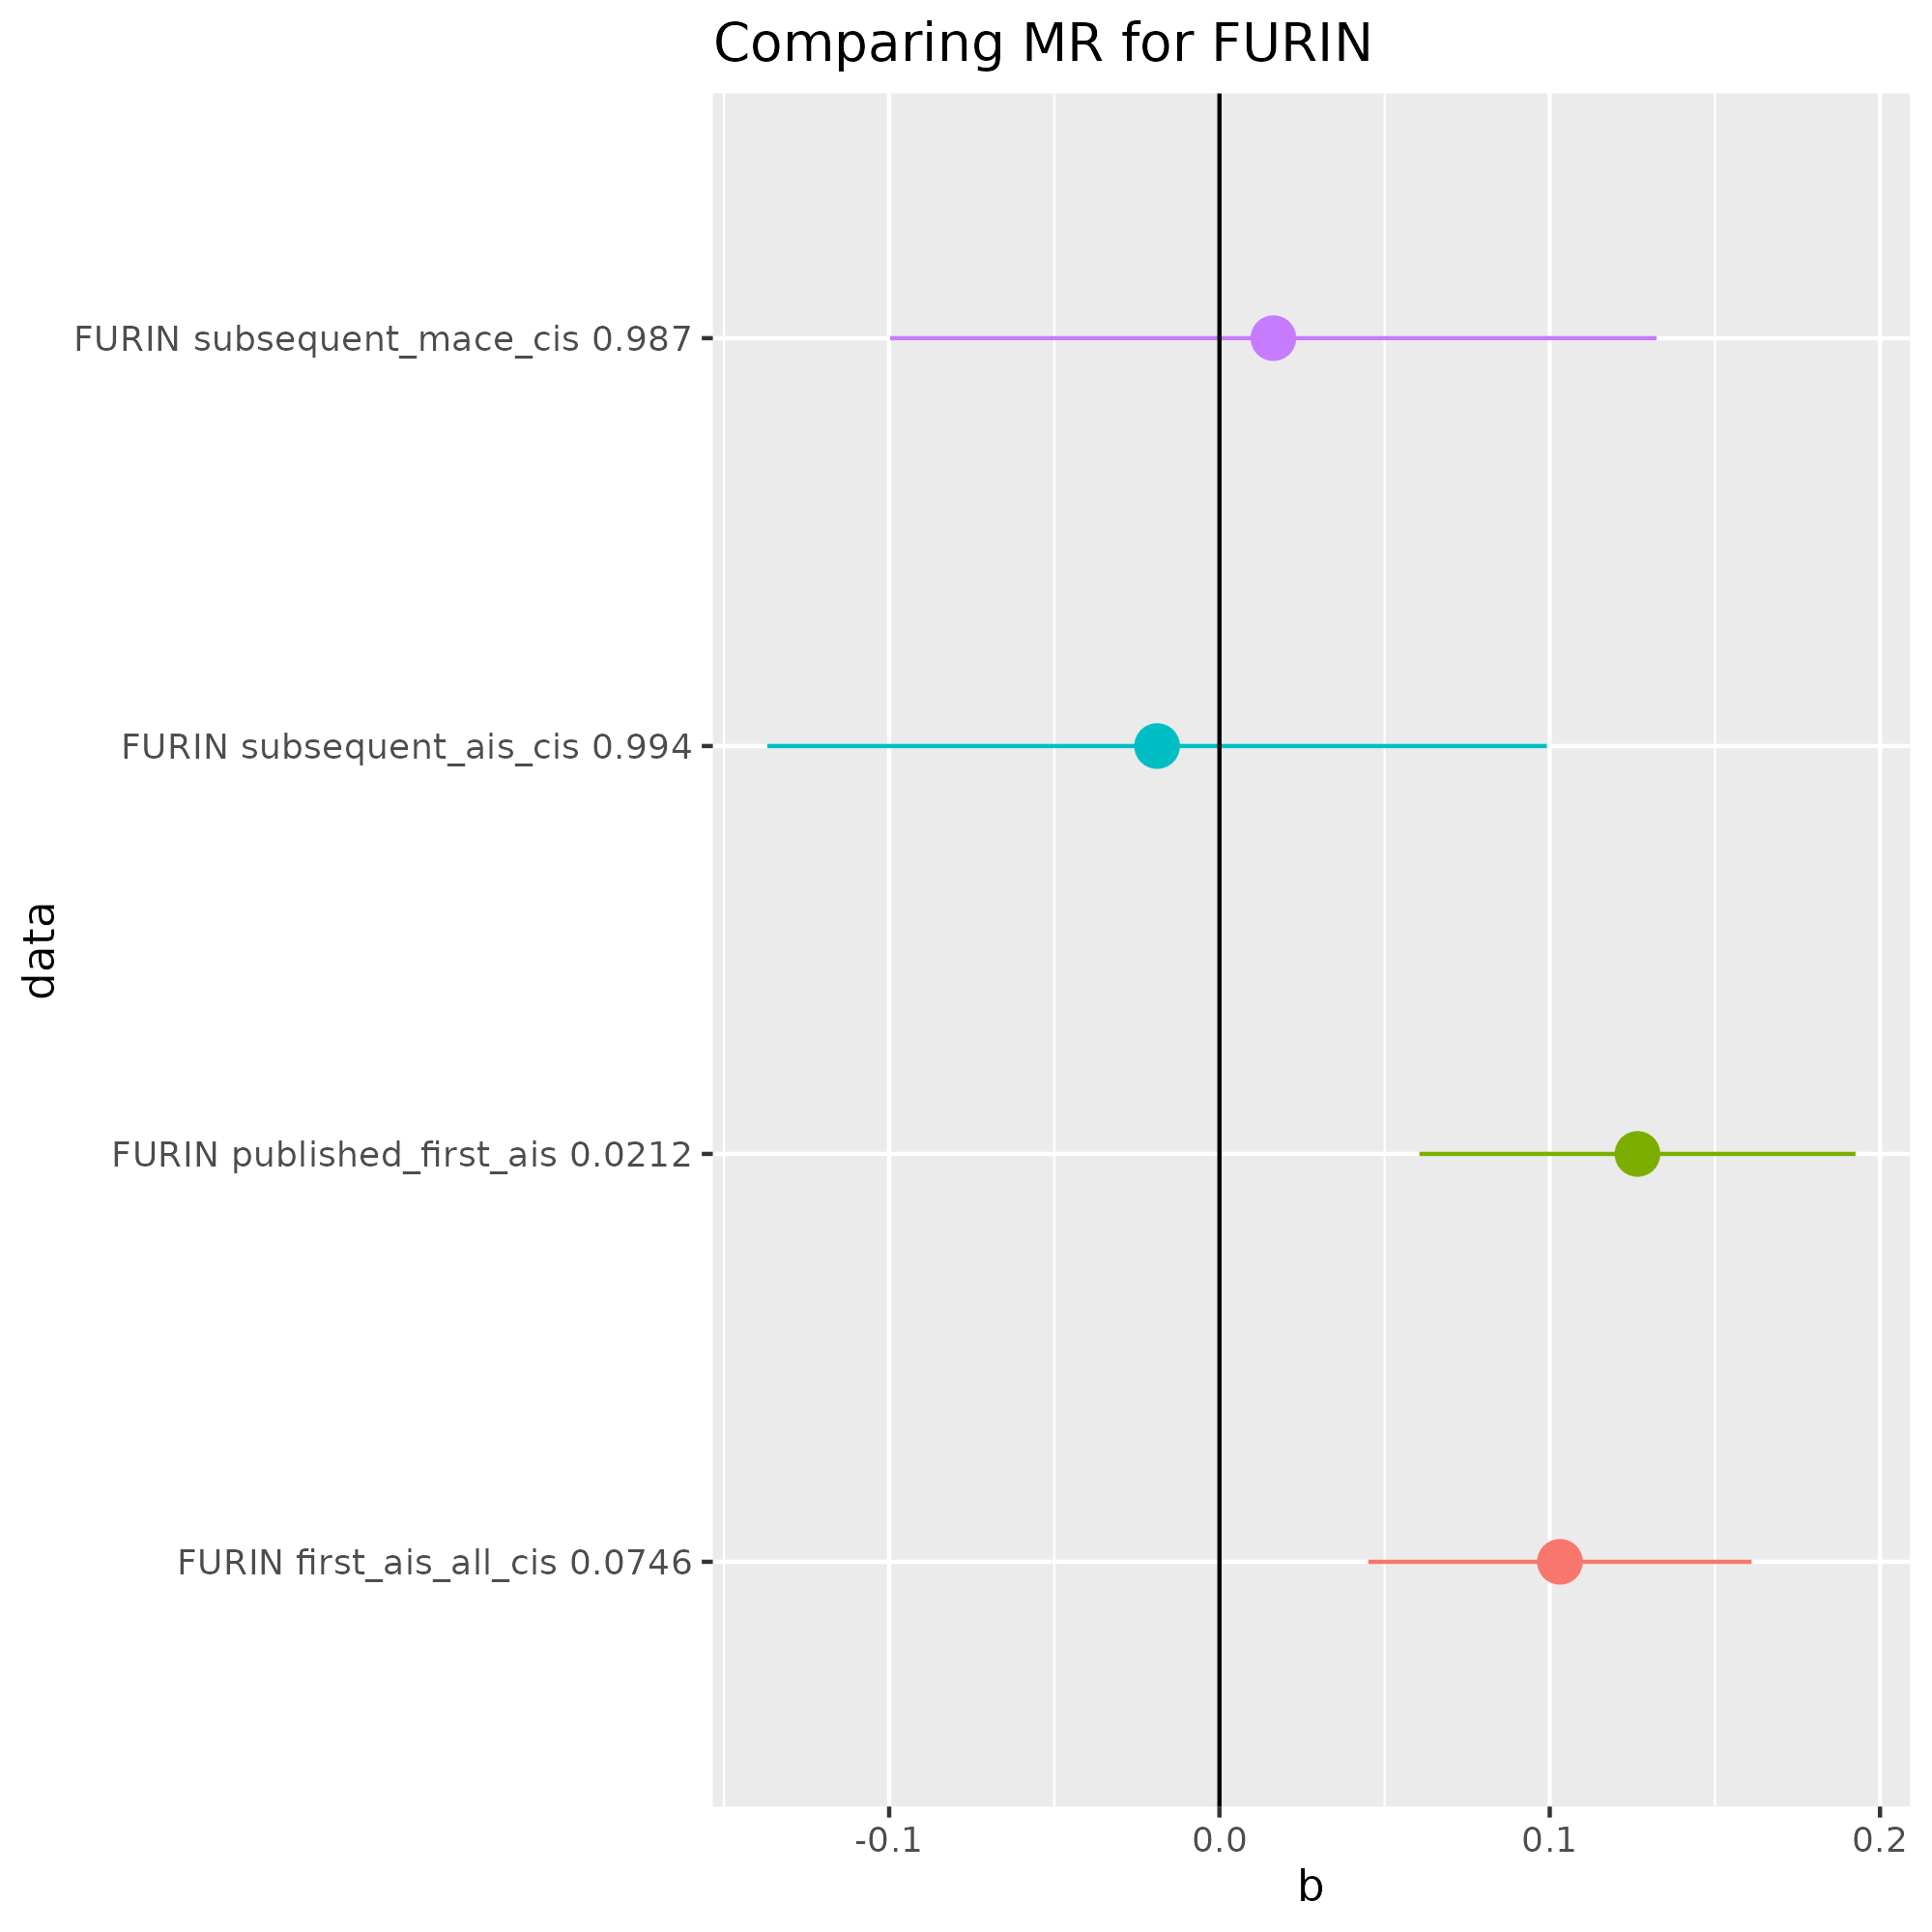 Comparing MR for FURIN
FURIN subsequent_mace_cis 0.987
FURIN subsequent_ais_cis 0.994
data
FURIN published_first_ais 0.0212
FURIN first_ais_all_cis 0.0746
-0.1 0.0 0.1 0.2
b